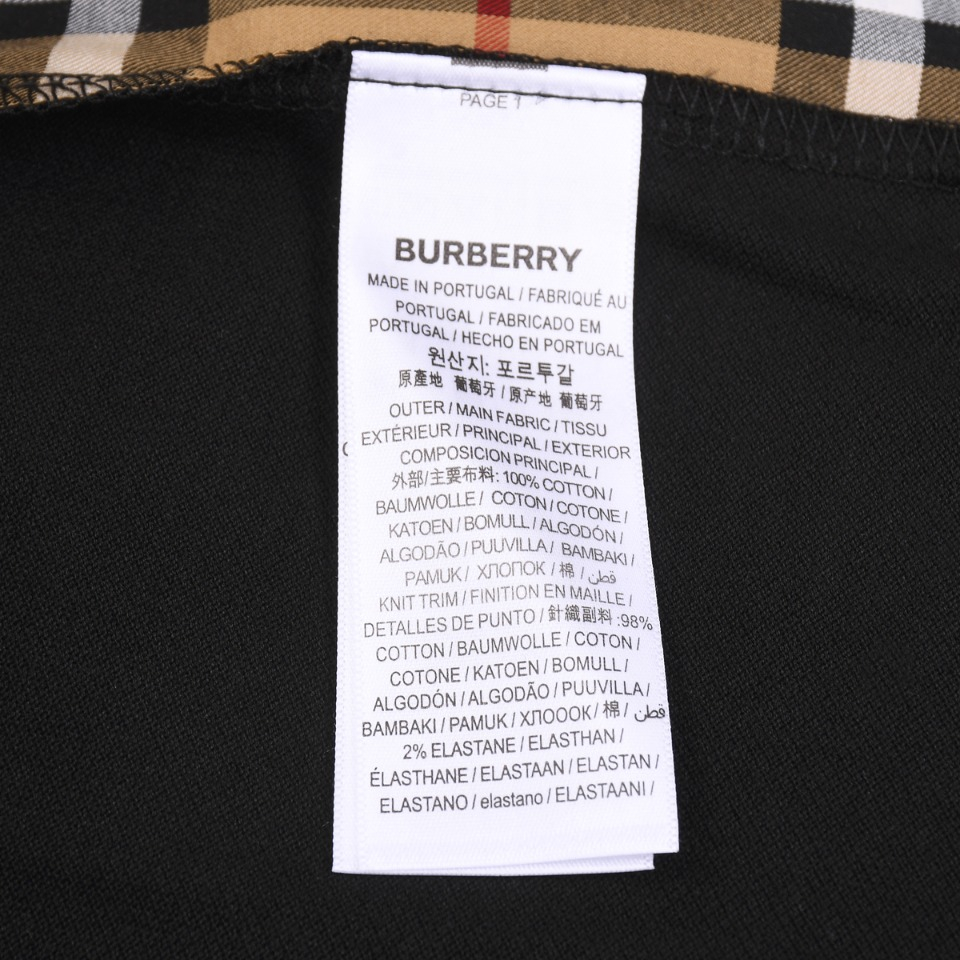 PAGE 1
BURBERRY
MADE IN PORTUGAL / FABRIQUÉ AU
PORTUGAL / FABRICADO EM
PORTUGAL / HECHO EN PORTUGAL
원산지: 포르투갈
原產地 葡萄牙 / 原产地 葡萄牙
OUTER / MAIN FABRIC / TISSU
EXTÉRIEUR / PRINCIPAL / EXTERIOR
COMPOSICION PRINCIPAL /
外部/主要布料: 100% COTTON /
BAUMWOLLE / COTON / COTONE /
KATOEN / BOMULL / ALGODÓN /
ALGODÃO / PUUVILLA / BAMBAKI /
PAMUK / ХЛОПОК / 棉 / قطن
KNIT TRIM / FINITION EN MAILLE /
DETALLES DE PUNTO / 針織副料 :98%
COTTON / BAUMWOLLE / COTON /
COTONE / KATOEN / BOMULL /
ALGODÓN / ALGODÃO / PUUVILLA /
BAMBAKI / PAMUK / ХЛОООК / 棉 / قطن
2% ELASTANE / ELASTHAN /
ÉLASTHANE / ELASTAAN / ELASTAN /
ELASTANO / elastano / ELASTAANI /